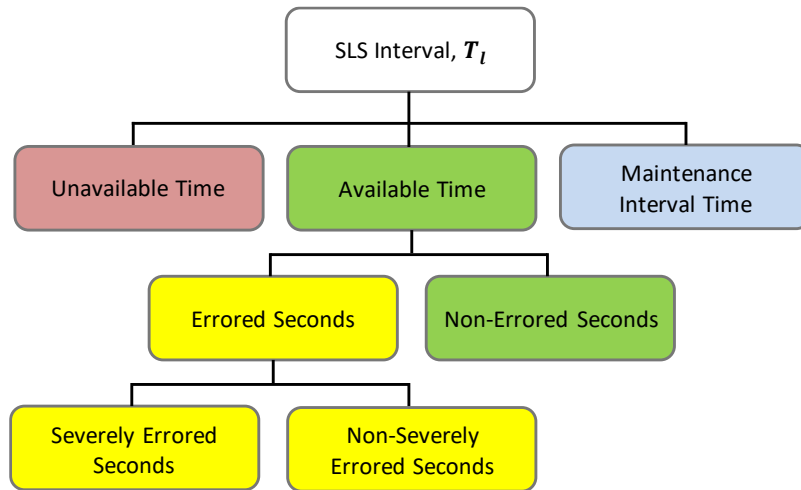 SLS Interval, T_l
Unavailable Time
Available Time
Maintenance
Interval Time
Errored Seconds
Non-Errored Seconds
Severely Errored
Seconds
Non-Severely
Errored Seconds